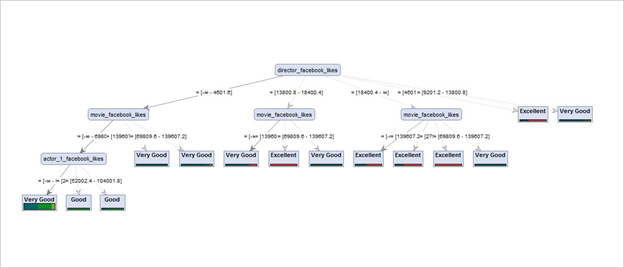 director_facebook_likes
= [-∞ - 4601.6] = [13800.8 - 18400.4] = [18400.4 - ∞] = [4601= [9201.2 - 13800.8]
movie_facebook_likes movie_facebook_likes movie_facebook_likes Excellent Very Good
= [-∞ - 6980= [139607= [69809.6 - 139607.2] = [-∞= [13960= [69809.6 - 139607.2] = [-∞= [139607.2= [27= [69809.6 - 139607.2]
actor_1_facebook_likes Very Good Very Good Very Good Excellent Very Good Excellent Excellent Excellent Very Good
= [-∞ - = [2= [52002.4 - 104001.8]
Very Good Good Good